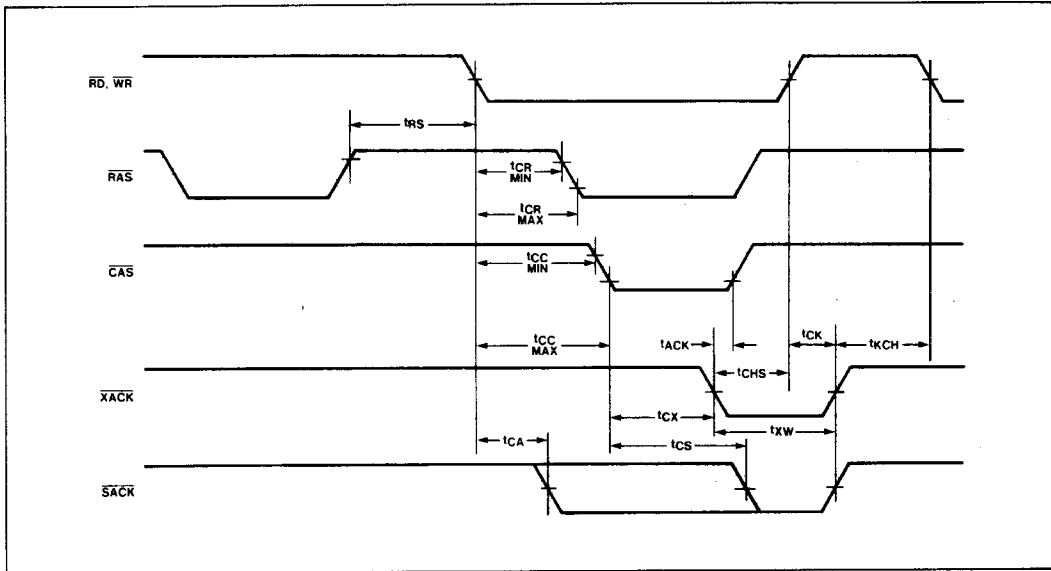 RD, WR
tRS
RAS
tCR
MIN
tCR
MAX
CAS
tCC
MIN
tCC
MAX
tACK
tCK
tKCH
tCHS
XACK
tCX
tXW
tCA
tCS
SACK